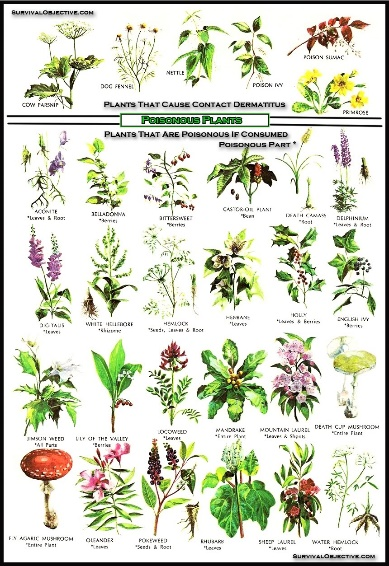 SurvivalObjective.com
COW PARSNIP
DOG FENNEL
NETTLE
POISON IVY
POISON SUMAC
PRIMROSE
PLANTS THAT CAUSE CONTACT DERMATITUS
POISONOUS PLANTS
PLANTS THAT ARE POISONOUS IF CONSUMED
POISONOUS PART *
ACONITE
*Leaves & Root
BELLADONNA
*Berries
BITTERSWEET
*Berries
CASTOR-OIL PLANT
*Bean
DEATH CAMASS
*Root
DELPHINIUM
*Leaves & Root
DIGITALIS
*Leaves
WHITE HELLEBORE
*Rhizome
HEMLOCK
*Seeds, Leaves & Root
HENBANE
*Leaves
HOLLY
*Leaves & Berries
ENGLISH IVY
*Berries
JIMSON WEED
*All Parts
LILY OF THE VALLEY
*Berries
LOCOWEED
*Leaves
MANDRAKE
*Entire Plant
MOUNTAIN LAUREL
*Leaves & Shoots
DEATH CUP MUSHROOM
*Entire Plant
FLY AGARIC MUSHROOM
*Entire Plant
OLEANDER
*Leaves
POKEWEED
*Seeds & Root
RHUBARB
*Leaves
SHEEP LAUREL
*Leaves
WATER HEMLOCK
*Root
SurvivalObjective.com